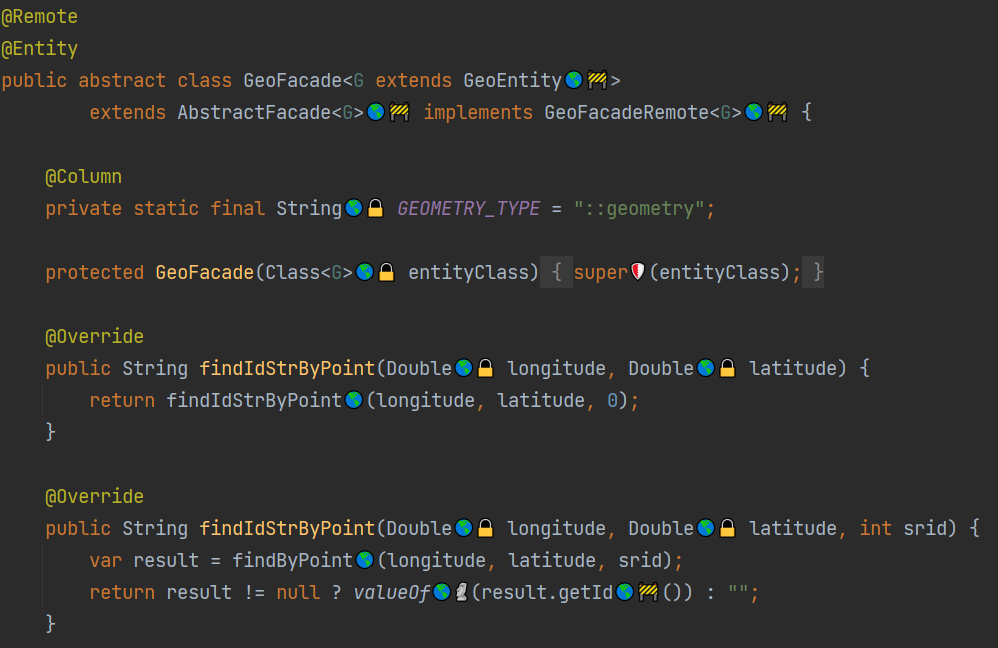 @Remote
@Entity
public abstract class GeoFacade<G extends GeoEntity🌎🚧>
        extends AbstractFacade<G>🌎🚧 implements GeoFacadeRemote<G>🌎🚧 {
    @Column
    private static final String🌎🔒 GEOMETRY_TYPE = "::geometry";
    protected GeoFacade(Class<G>🌎🔒 entityClass) { super🛡(entityClass); }
    @Override
    public String findIdStrByPoint(Double🌎🔒 longitude, Double🌎🔒 latitude) {
        return findIdStrByPoint🌎(longitude, latitude, 0);
    }
    @Override
    public String findIdStrByPoint(Double🌎🔒 longitude, Double🌎🔒 latitude, int srid) {
        var result = findByPoint🌎(longitude, latitude, srid);
        return result != null ? valueOf🌎(result.getId🌎🚧()) : "";
    }